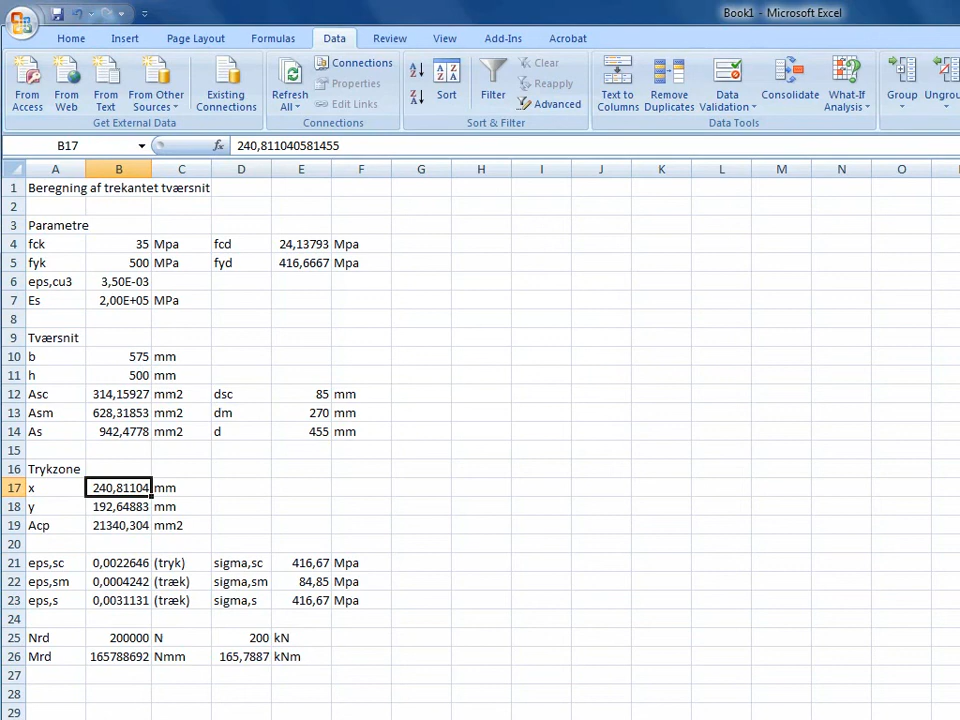 Book1 - Microsoft Excel
Home Insert Page Layout Formulas Data Review View Add-Ins Acrobat
From Access From Web From Text From Other Sources Existing Connections Refresh All Connections Properties Edit Links Sort Filter Clear Reapply Advanced Text to Columns Remove Duplicates Data Validation Consolidate What-If Analysis Group
Get External Data Connections Sort & Filter Data Tools
B17 fx 240,811040581455
A B C D E F G H I J K L M N O
1 Beregning af trekantet tværsnit
2
3 Parametre
4 fck 35 Mpa fcd 24,13793 Mpa
5 fyk 500 MPa fyd 416,6667 Mpa
6 eps,cu3 3,50E-03
7 Es 2,00E+05 MPa
8
9 Tværsnit
10 b 575 mm
11 h 500 mm
12 Asc 314,15927 mm2 dsc 85 mm
13 Asm 628,31853 mm2 dm 270 mm
14 As 942,4778 mm2 d 455 mm
15
16 Trykzone
17 x 240,81104 mm
18 y 192,64883 mm
19 Acp 21340,304 mm2
20
21 eps,sc 0,0022646 (tryk) sigma,sc 416,67 Mpa
22 eps,sm 0,0004242 (træk) sigma,sm 84,85 Mpa
23 eps,s 0,0031131 (træk) sigma,s 416,67 Mpa
24
25 Nrd 200000 N 200 kN
26 Mrd 165788692 Nmm 165,7887 kNm
27
28
29